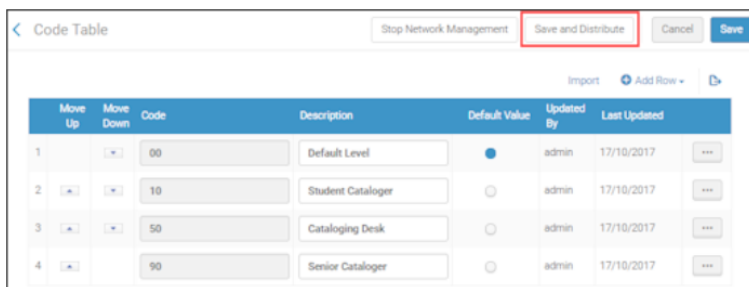 Code Table Stop Network Management Save and Distribute Cancel Save
Import Add Row
Move Up Move Down Code Description Default Value Updated By Last Updated
1 00 Default Level admin 17/10/2017
2 10 Student Cataloger admin 17/10/2017
3 50 Cataloging Desk admin 17/10/2017
4 90 Senior Cataloger admin 17/10/2017